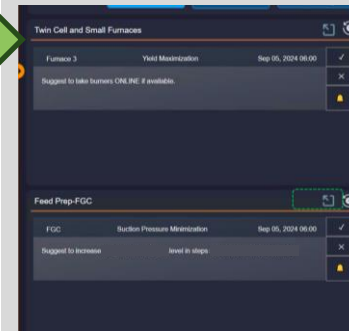 Twin Cell and Small Furnaces
Furnace 3 Yield Maximization Sep 05, 2024 06:00
Suggest to take burners ONLINE if available.
Feed Prep-FGC
FGC Suction Pressure Minimization Sep 05, 2024 06:00
Suggest to increase level in steps